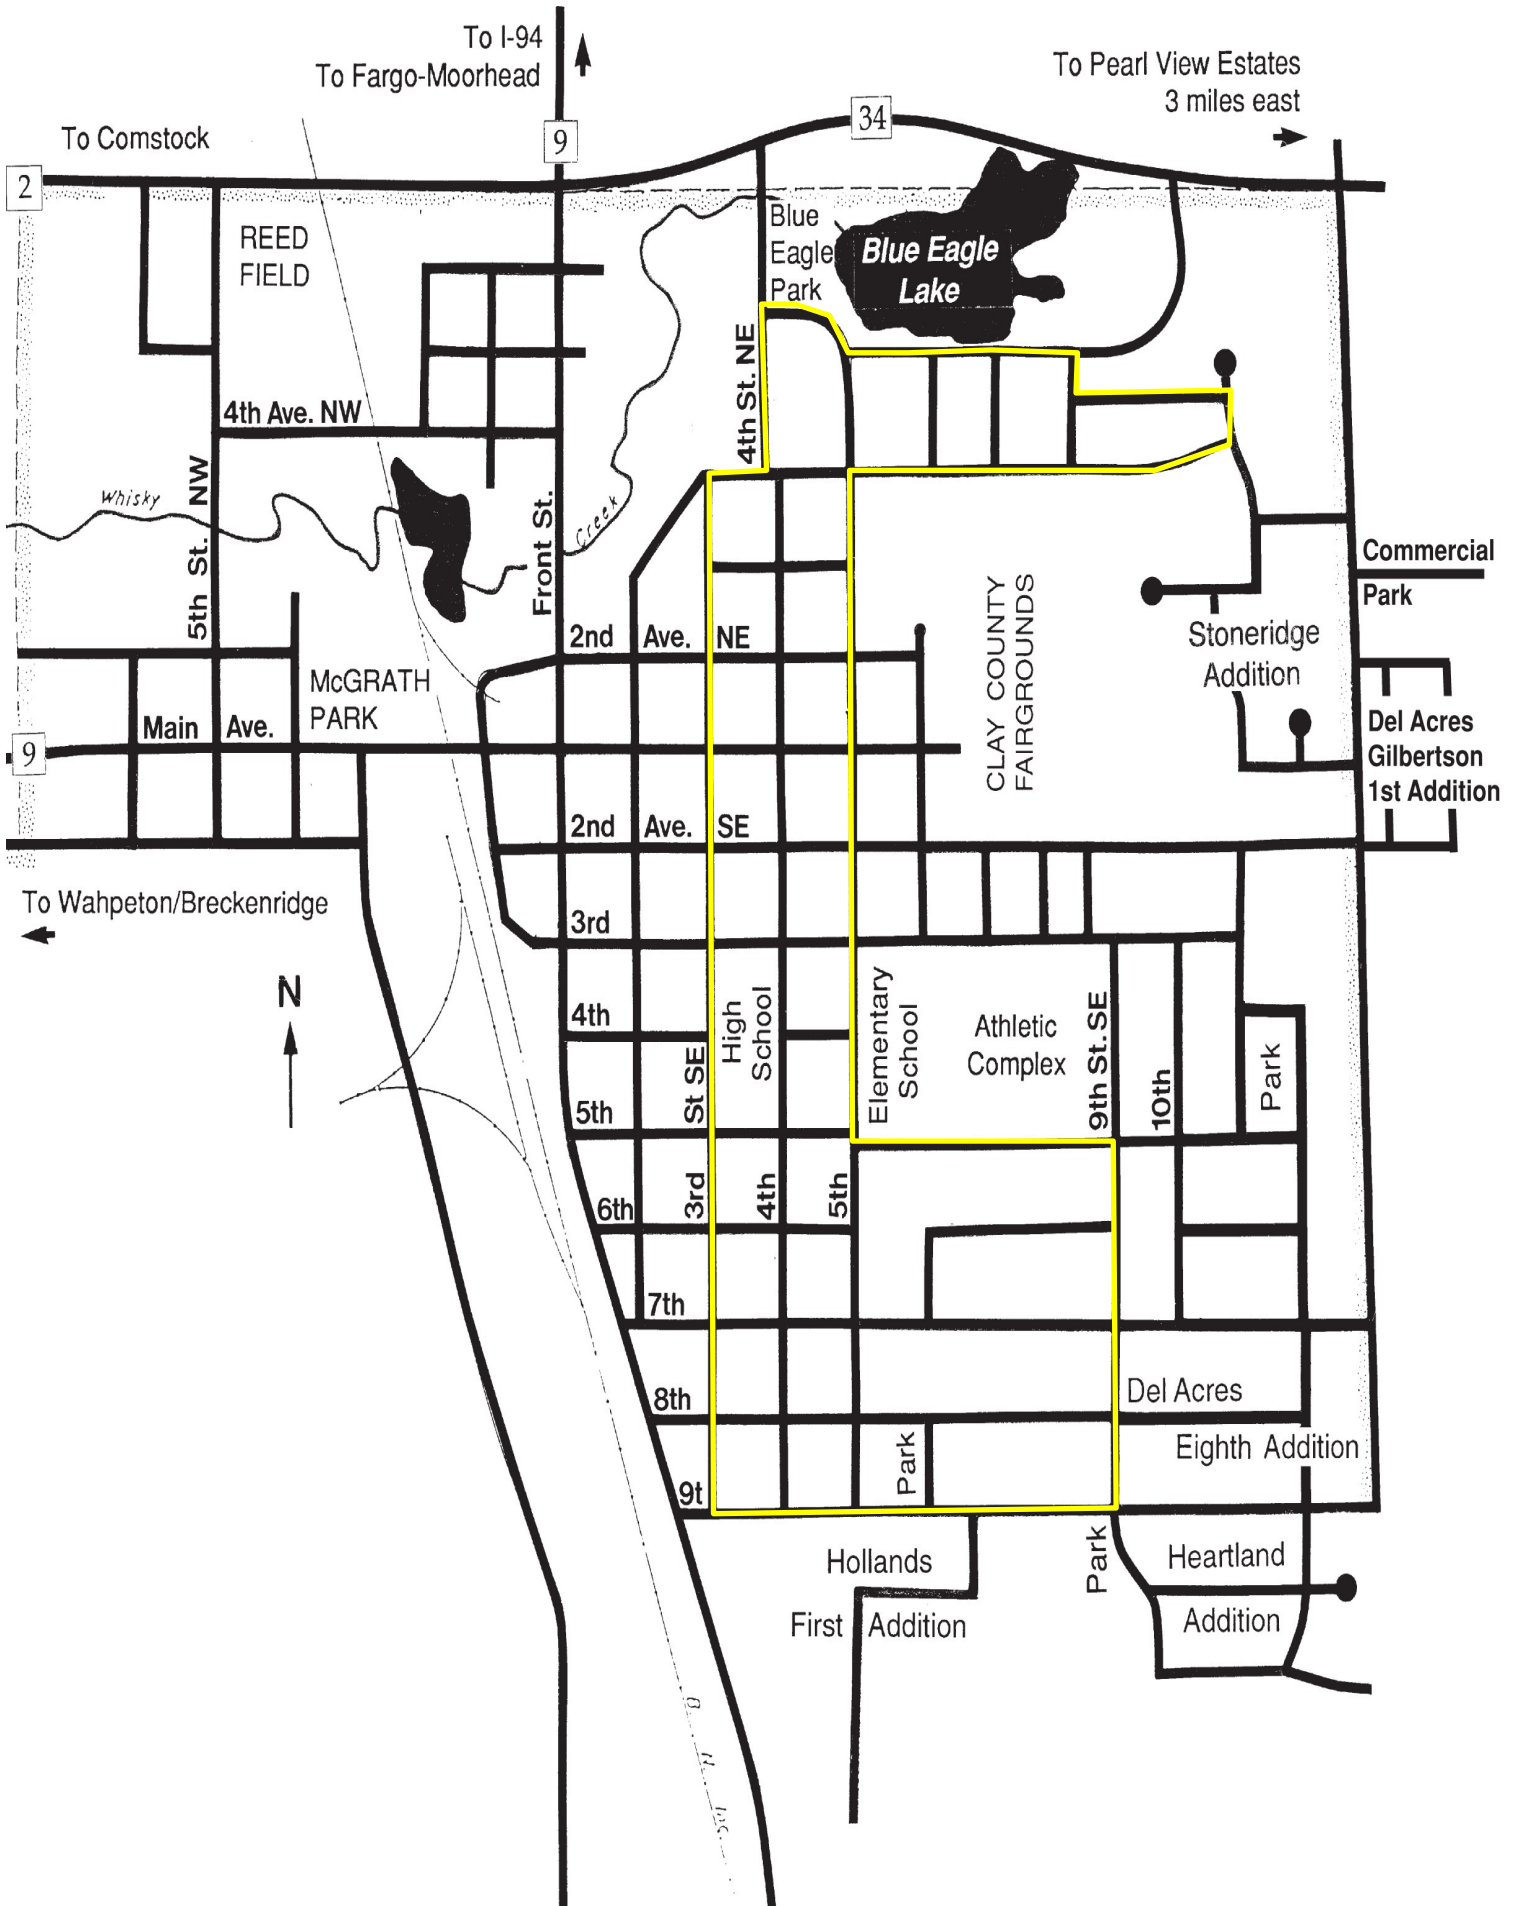 To I-94
To Fargo-Moorhead
To Pearl View Estates
3 miles east
34
To Comstock
9
2
REED
FIELD
Blue
Eagle
Park
Blue Eagle
Lake
4th St. NE
4th Ave. NW
5th St. NW
Whisky
Creek
Front St.
Commercial
Park
CLAY COUNTY
FAIRGROUNDS
2nd Ave. NE
Stoneridge
Addition
McGRATH
PARK
Main Ave.
9
Del Acres
Gilbertson
1st Addition
2nd Ave. SE
To Wahpeton/Breckenridge
3rd
N
4th
High
School
Elementary
School
Athletic
Complex
9th St. SE
10th
Park
5th
3rd St SE
4th
5th
6th
7th
8th
Del Acres
Eighth Addition
Park
9t
Hollands
First Addition
Park
Heartland
Addition